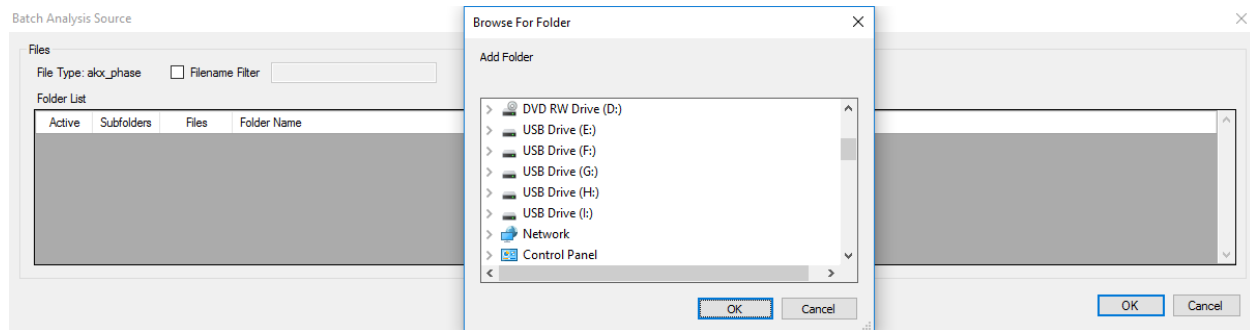 Batch Analysis Source
Files
File Type: akx_phase Filename Filter
Folder List
Active Subfolders Files Folder Name
OK Cancel
Browse For Folder
Add Folder
DVD RW Drive (D:)
USB Drive (E:)
USB Drive (F:)
USB Drive (G:)
USB Drive (H:)
USB Drive (I:)
Network
Control Panel
OK Cancel